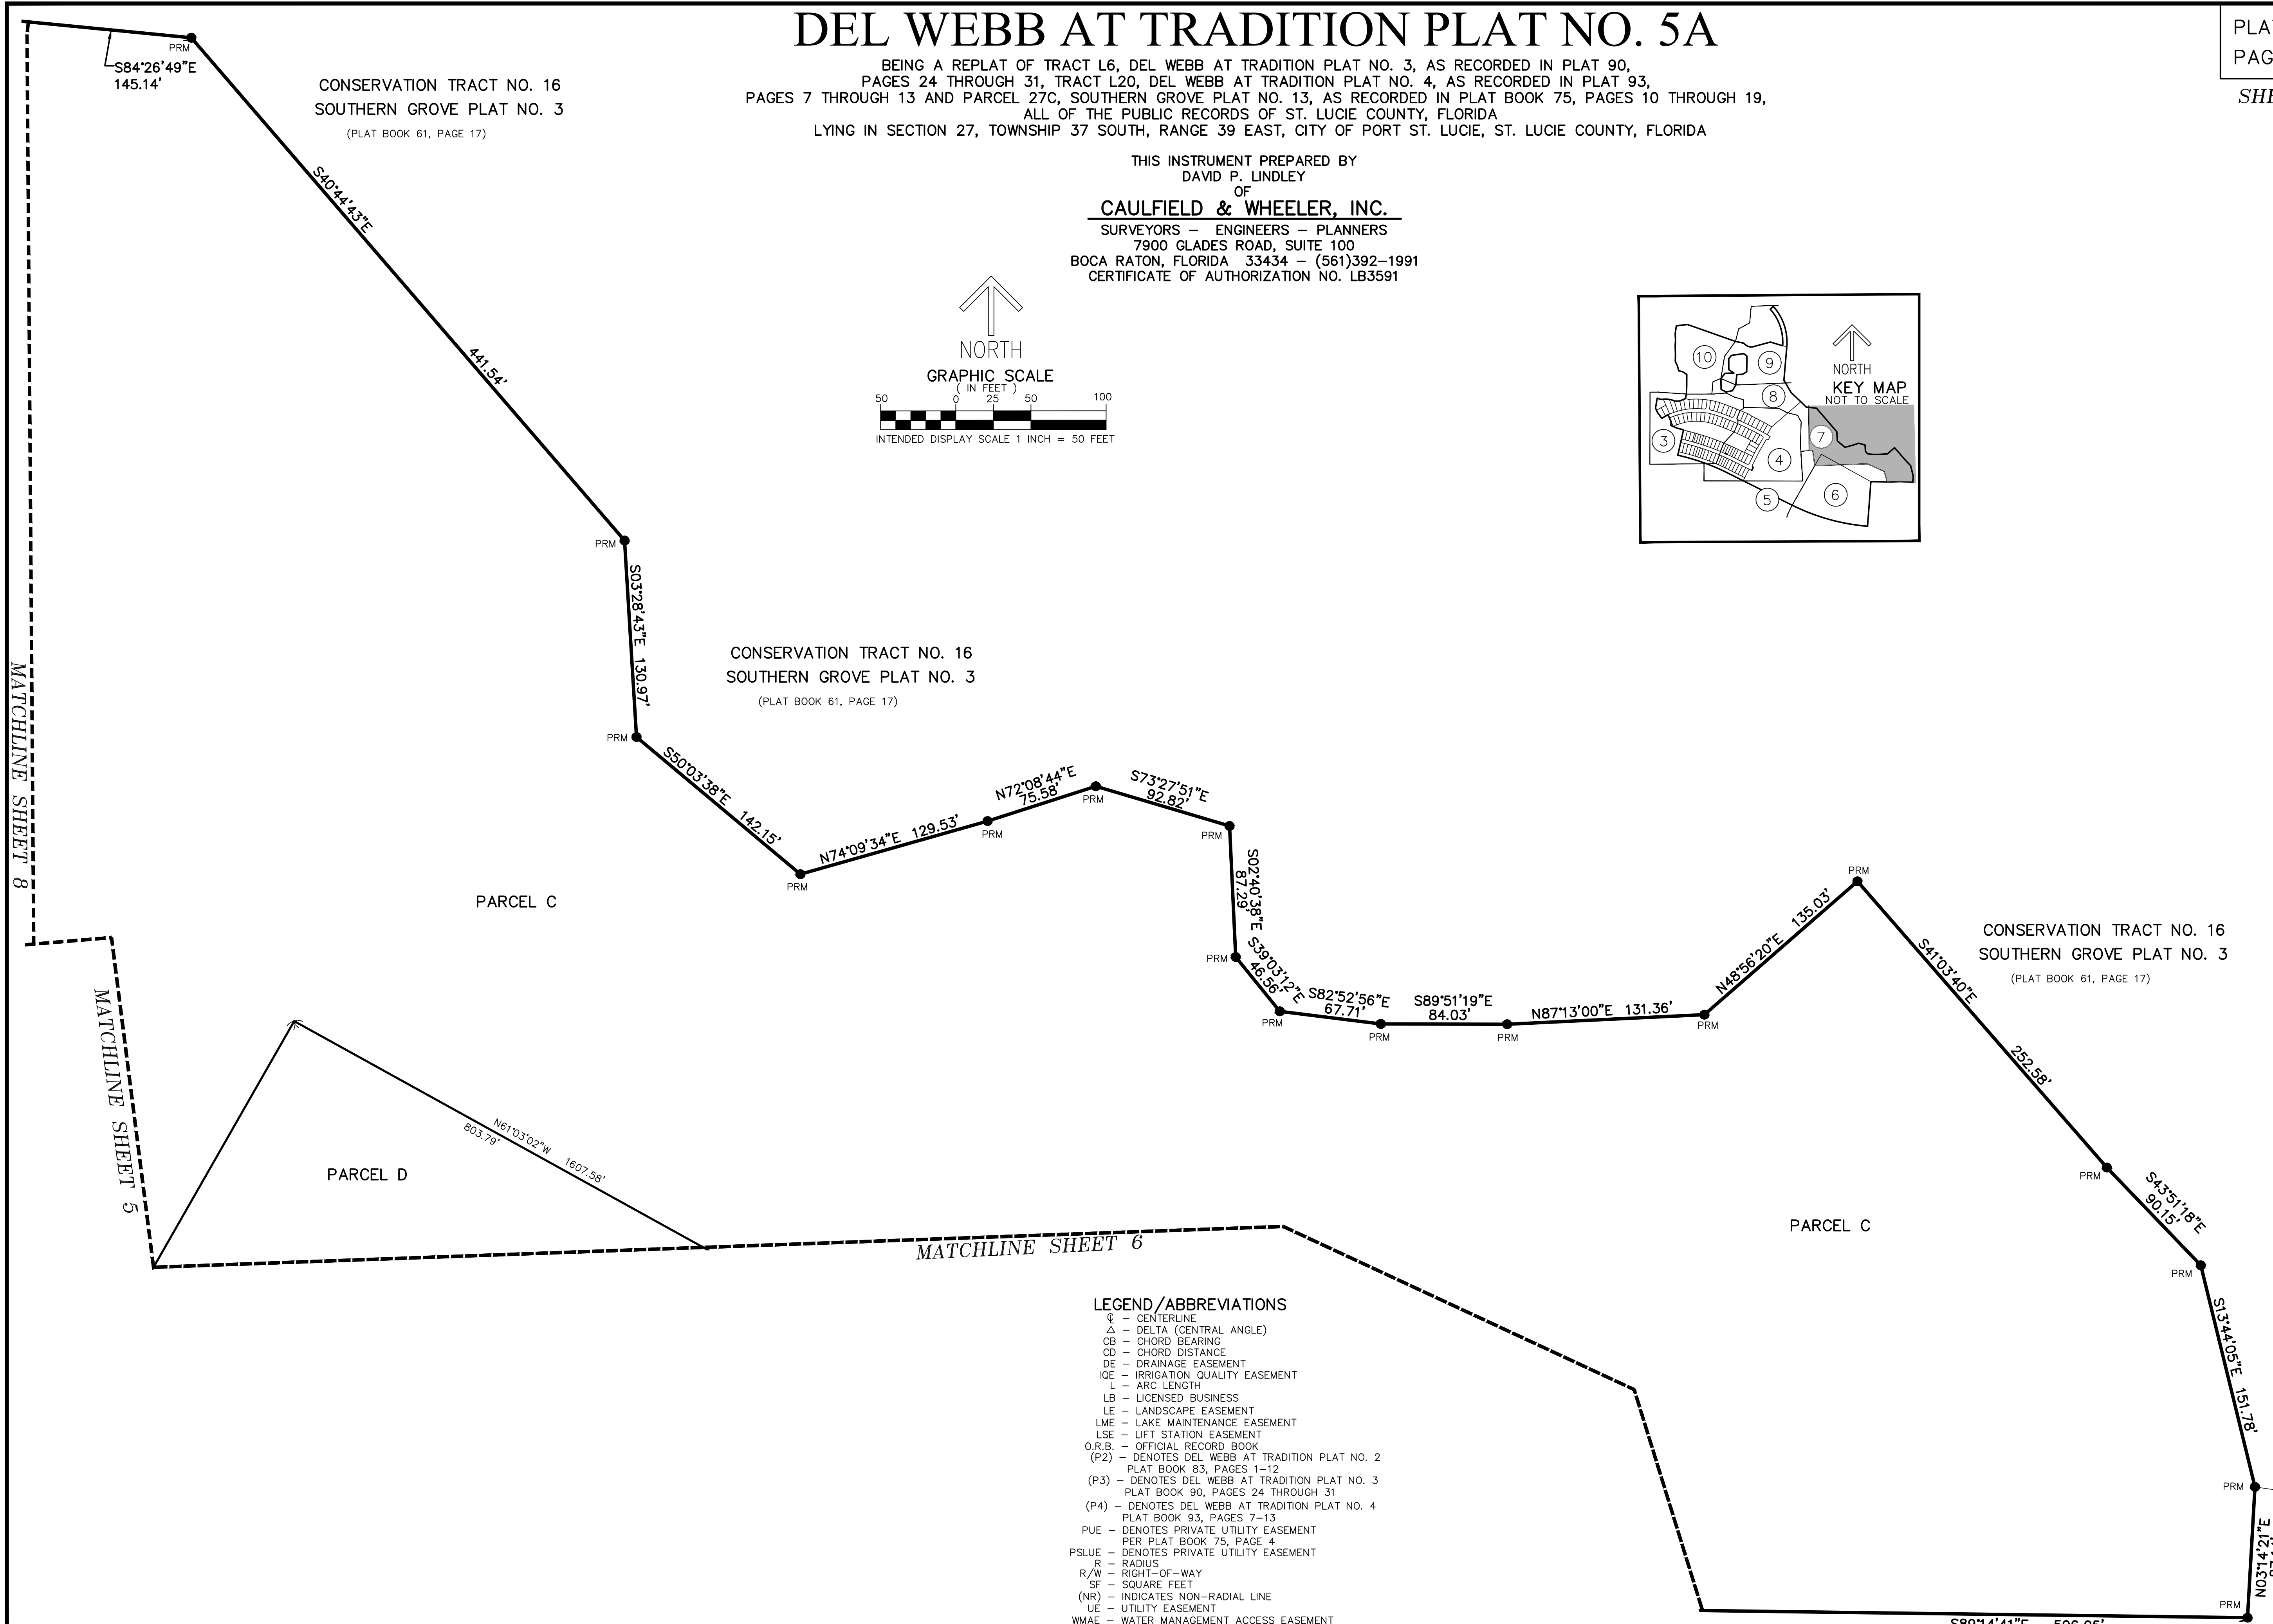 DEL WEBB AT TRADITION PLAT NO. 5A
BEING A REPLAT OF TRACT L6, DEL WEBB AT TRADITION PLAT NO. 3, AS RECORDED IN PLAT 90,
PAGES 24 THROUGH 31, TRACT L20, DEL WEBB AT TRADITION PLAT NO. 4, AS RECORDED IN PLAT 93,
PAGES 7 THROUGH 13 AND PARCEL 27C, SOUTHERN GROVE PLAT NO. 13, AS RECORDED IN PLAT BOOK 75, PAGES 10 THROUGH 19,
ALL OF THE PUBLIC RECORDS OF ST. LUCIE COUNTY, FLORIDA
LYING IN SECTION 27, TOWNSHIP 37 SOUTH, RANGE 39 EAST, CITY OF PORT ST. LUCIE, ST. LUCIE COUNTY, FLORIDA
THIS INSTRUMENT PREPARED BY
DAVID P. LINDLEY
OF
CAULFIELD & WHEELER, INC.
SURVEYORS – ENGINEERS – PLANNERS
7900 GLADES ROAD, SUITE 100
BOCA RATON, FLORIDA 33434 – (561)392–1991
CERTIFICATE OF AUTHORIZATION NO. LB3591
PRM
S84°26'49"E
145.14'
CONSERVATION TRACT NO. 16
SOUTHERN GROVE PLAT NO. 3
(PLAT BOOK 61, PAGE 17)
S40°44'43"E
441.54'
NORTH
GRAPHIC SCALE
( IN FEET )
50 0 25 50 100
INTENDED DISPLAY SCALE 1 INCH = 50 FEET
10
9
8
7
3
4
5
6
NORTH
KEY MAP
NOT TO SCALE
PRM
S03°28'43"E 130.97'
CONSERVATION TRACT NO. 16
SOUTHERN GROVE PLAT NO. 3
(PLAT BOOK 61, PAGE 17)
MATCHLINE SHEET 8
PRM
S50°03'38"E 142.15'
PRM
N74°09'34"E 129.53'
PRM
N72°08'44"E
75.58'
PRM
S73°27'51"E
92.82'
PRM
S02°40'38"E
87.29'
PRM
S39°03'12"E
46.56'
PRM
S82°52'56"E
67.71'
PRM
S89°51'19"E
84.03'
PRM
N87°13'00"E 131.36'
PRM
N48°56'20"E 135.03'
PRM
S41°03'40"E
252.58'
CONSERVATION TRACT NO. 16
SOUTHERN GROVE PLAT NO. 3
(PLAT BOOK 61, PAGE 17)
PARCEL C
MATCHLINE SHEET 5
PARCEL D
N61°03'02"W 1607.58'
803.79'
MATCHLINE SHEET 6
PARCEL C
PRM
S43°51'18"E
90.15'
PRM
S13°44'05"E 151.78'
PRM
N03°14'21"E
PRM
LEGEND/ABBREVIATIONS
℄ – CENTERLINE
△ – DELTA (CENTRAL ANGLE)
CB – CHORD BEARING
CD – CHORD DISTANCE
DE – DRAINAGE EASEMENT
IQE – IRRIGATION QUALITY EASEMENT
L – ARC LENGTH
LB – LICENSED BUSINESS
LE – LANDSCAPE EASEMENT
LME – LAKE MAINTENANCE EASEMENT
LSE – LIFT STATION EASEMENT
O.R.B. – OFFICIAL RECORD BOOK
(P2) – DENOTES DEL WEBB AT TRADITION PLAT NO. 2
PLAT BOOK 83, PAGES 1–12
(P3) – DENOTES DEL WEBB AT TRADITION PLAT NO. 3
PLAT BOOK 90, PAGES 24 THROUGH 31
(P4) – DENOTES DEL WEBB AT TRADITION PLAT NO. 4
PLAT BOOK 93, PAGES 7–13
PUE – DENOTES PRIVATE UTILITY EASEMENT
PER PLAT BOOK 75, PAGE 4
PSLUE – DENOTES PRIVATE UTILITY EASEMENT
R – RADIUS
R/W – RIGHT–OF–WAY
SF – SQUARE FEET
(NR) – INDICATES NON–RADIAL LINE
UE – UTILITY EASEMENT
WMAE – WATER MANAGEMENT ACCESS EASEMENT